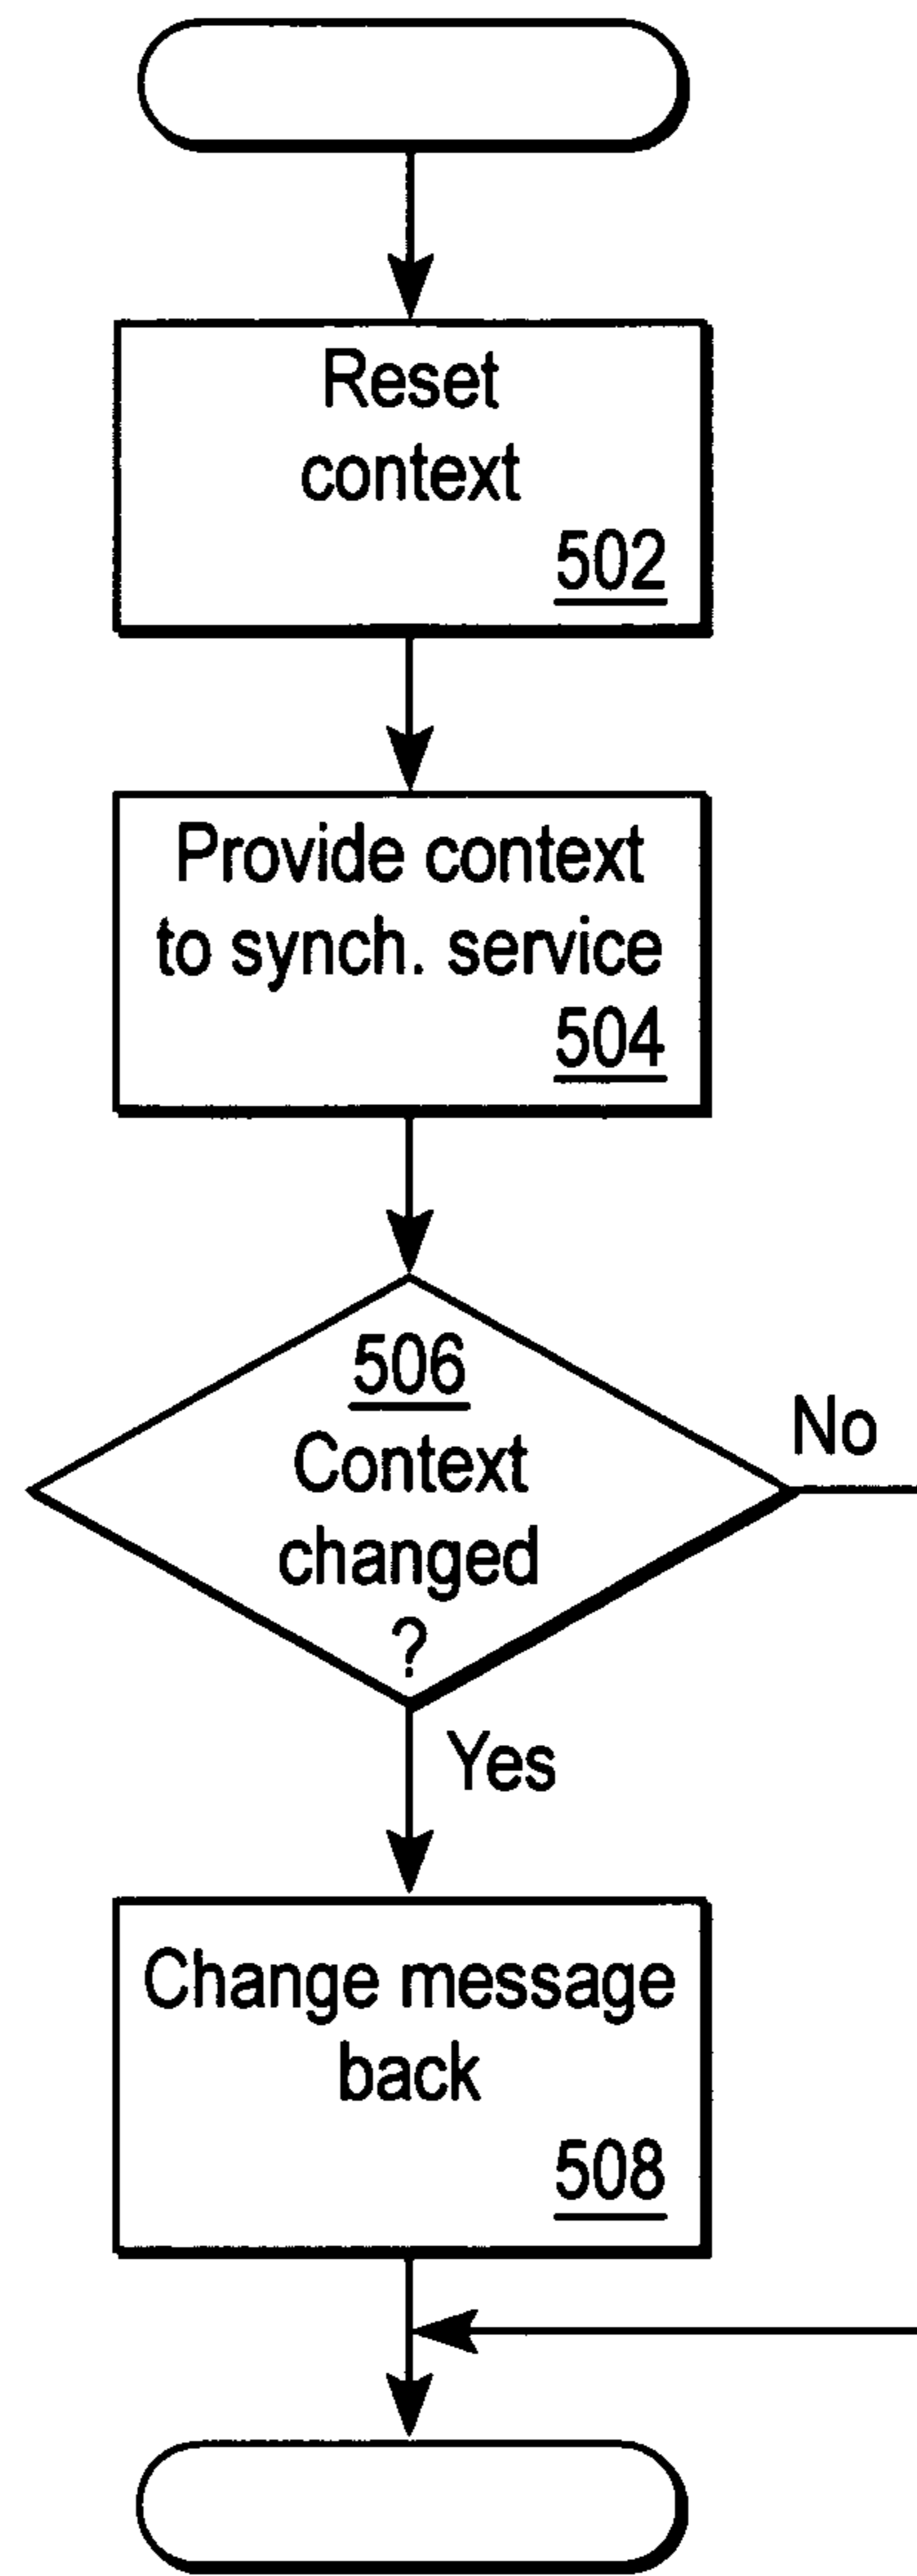 Reset
context
502
Provide context
to synch. service
504
506
Context
changed
?
No
Yes
Change message
back
508